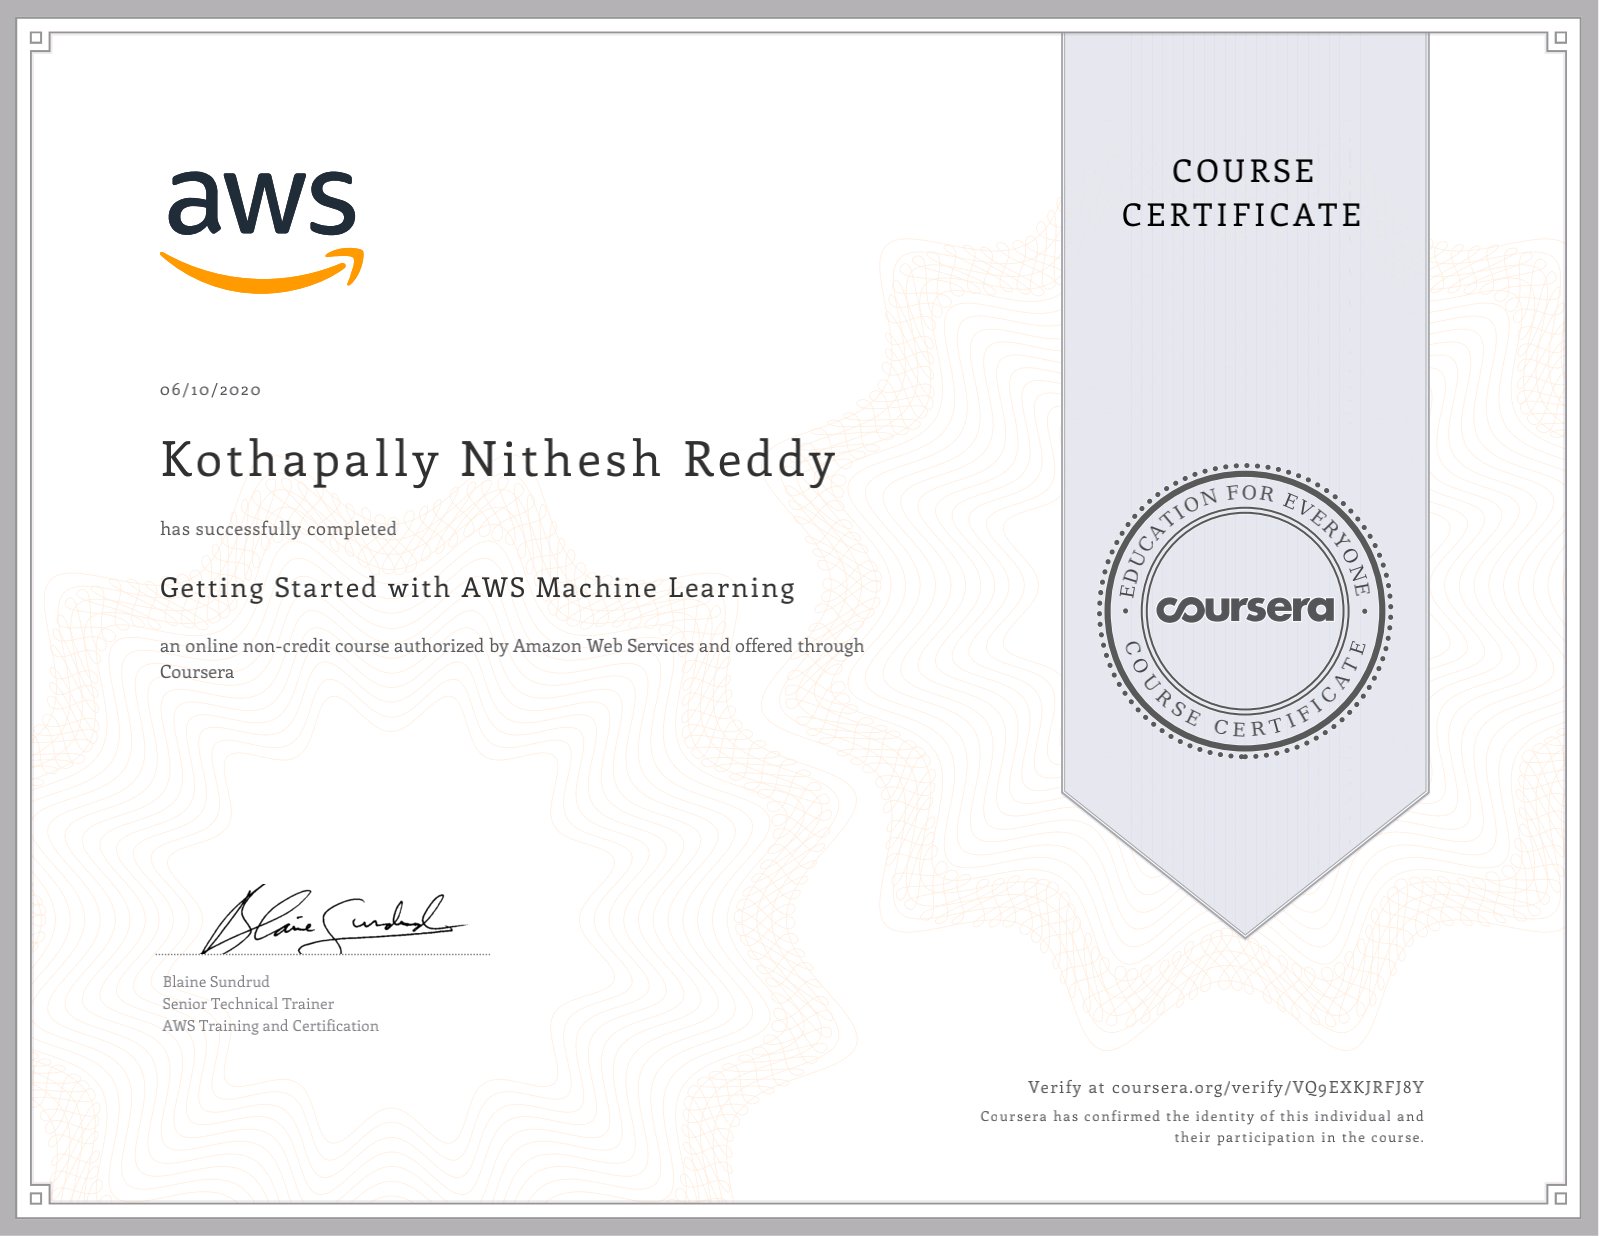 aws
COURSE
CERTIFICATE
06/10/2020
Kothapally Nithesh Reddy
has successfully completed
Getting Started with AWS Machine Learning
an online non-credit course authorized by Amazon Web Services and offered through
Coursera
EDUCATION FOR EVERYONE
coursera
COURSE CERTIFICATE
Blaine Sundrud
Blaine Sundrud
Senior Technical Trainer
AWS Training and Certification
Verify at coursera.org/verify/VQ9EXKJRFJ8Y
Coursera has confirmed the identity of this individual and
their participation in the course.